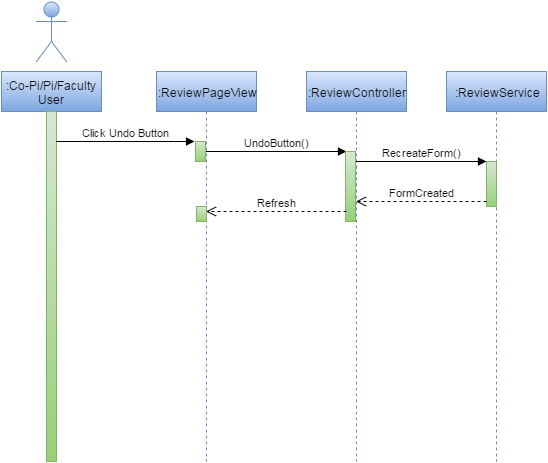 :Co-Pi/Pi/Faculty
User
:ReviewPageView
:ReviewController
:ReviewService
Click Undo Button
UndoButton()
RecreateForm()
FormCreated
Refresh